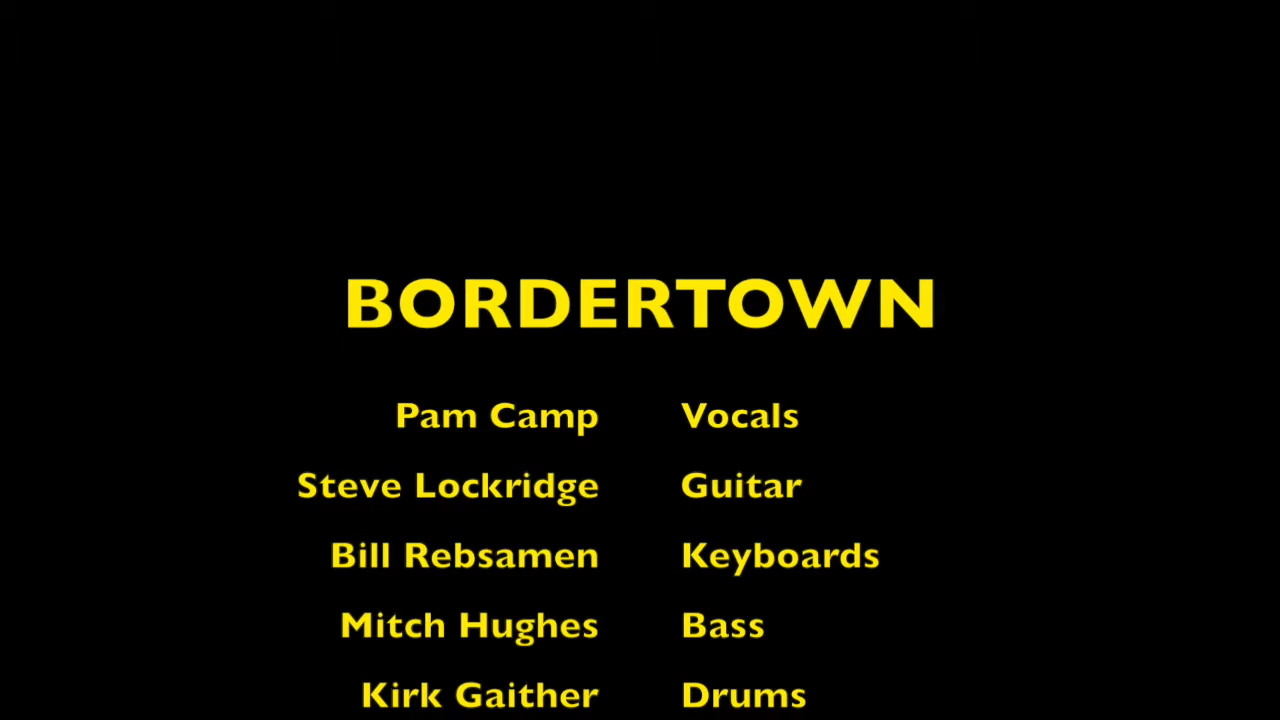 BORDERTOWN
Pam Camp Vocals
Steve Lockridge Guitar
Bill Rebsamen Keyboards
Mitch Hughes Bass
Kirk Gaither Drums